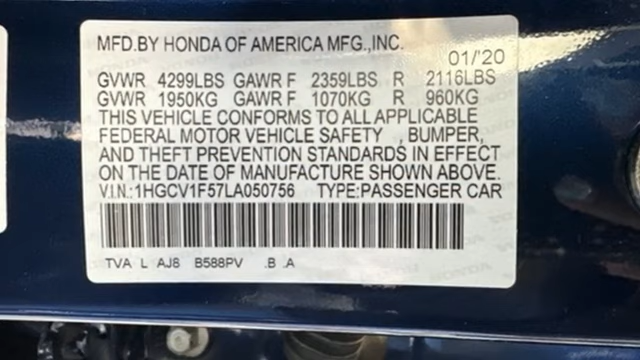 MFD.BY HONDA OF AMERICA MFG.,INC.
01/20
GVWR 4299LBS GAWR F 2359LBS R 2116LBS
GVWR 1950KG GAWR F 1070KG R 960KG
THIS VEHICLE CONFORMS TO ALL APPLICABLE
FEDERAL MOTOR VEHICLE SAFETY , BUMPER,
AND THEFT PREVENTION STANDARDS IN EFFECT
ON THE DATE OF MANUFACTURE SHOWN ABOVE.
V.I.N.:1HGCV1F57LA050756 TYPE:PASSENGER CAR
TVA L AJ6 B588PV .B .A